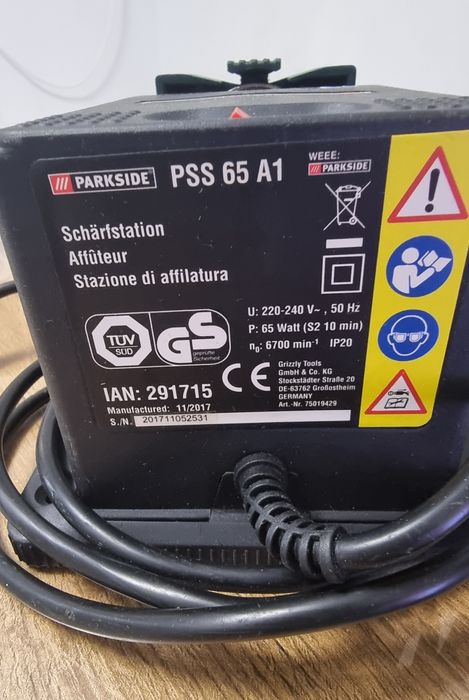 PARKSIDE PSS 65 A1
WEEE:
PARKSIDE
Schärfstation
Affûteur
Stazione di affilatura
TÜV
SÜD
GS
geprüfte
Sicherheit
U: 220-240 V~ , 50 Hz
P: 65 Watt (S2 10 min)
n₀: 6700 min⁻¹ IP20
CE
Grizzly Tools
GmbH & Co. KG
Stockstädter Straße 20
DE-63762 Großostheim
GERMANY
Art.-Nr. 75019429
IAN: 291715
Manufactured: 11/2017
S./N. 201711052531